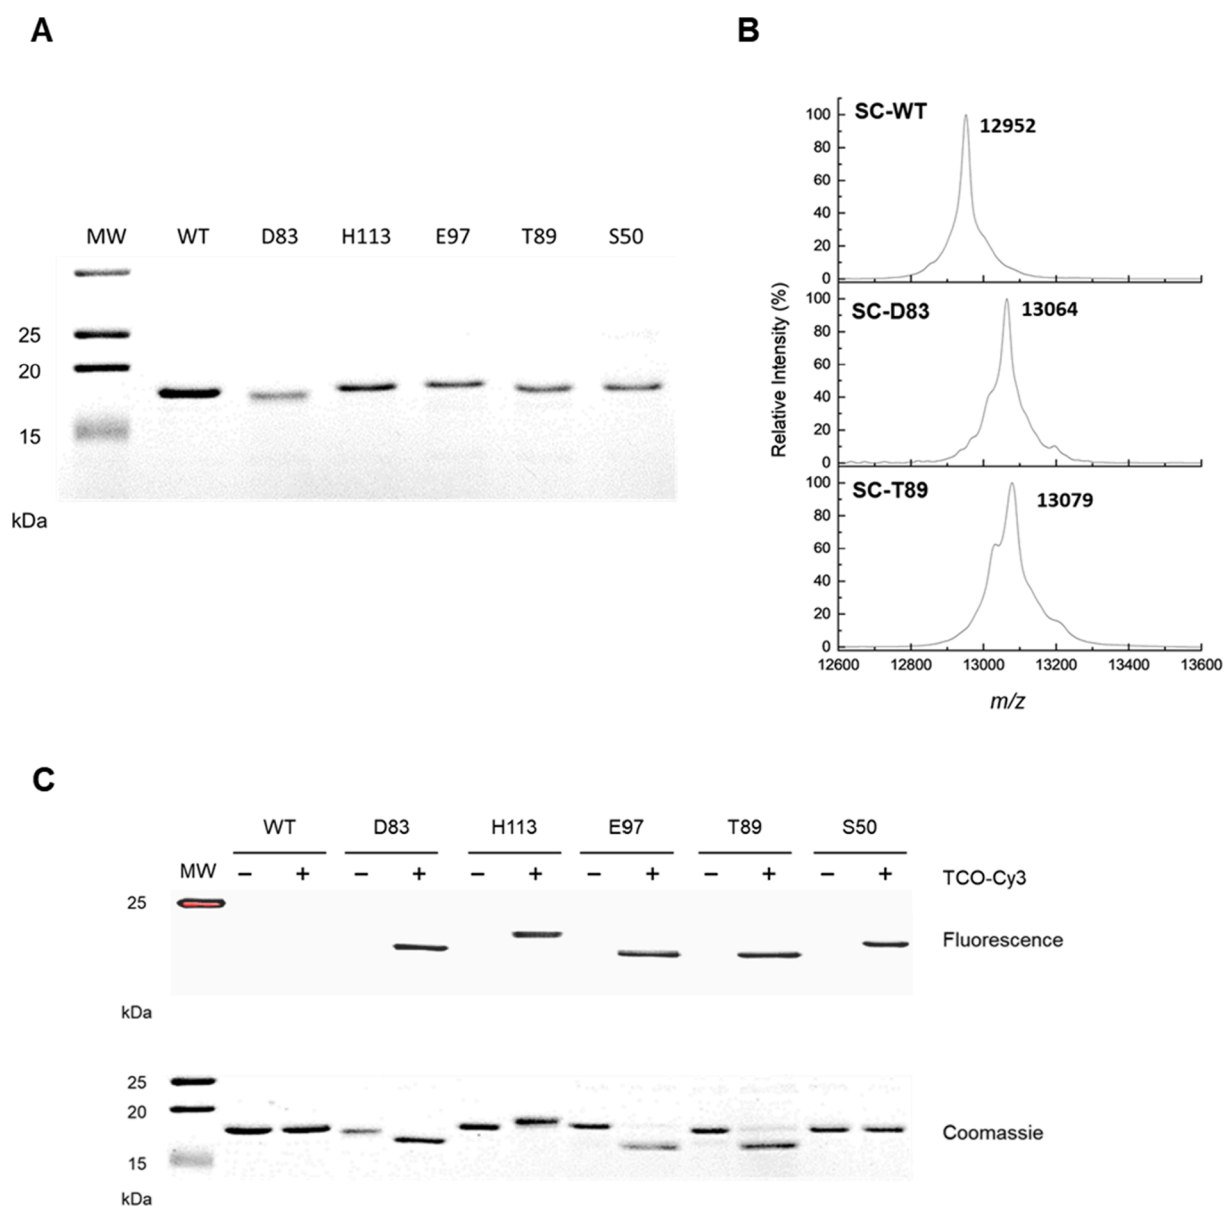 A
MW WT D83 H113 E97 T89 S50
25
20
15
kDa
B
SC-WT
12952
100
80
60
40
20
0
SC-D83
13064
100
80
60
40
20
0
SC-T89
13079
100
80
60
40
20
0
Relative Intensity (%)
12600 12800 13000 13200 13400 13600
m/z
C
WT D83 H113 E97 T89 S50
MW − + − + − + − + − + − + TCO-Cy3
25
Fluorescence
kDa
25
20
15
Coomassie
kDa